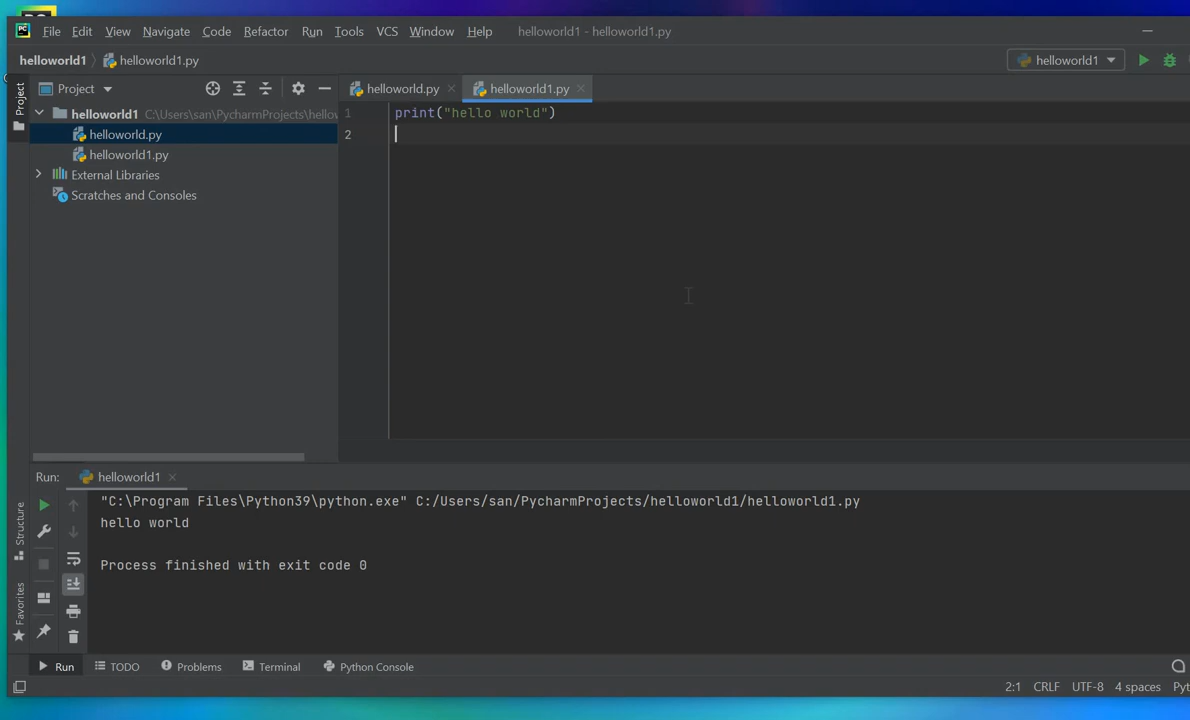 PC
File Edit View Navigate Code Refactor Run Tools VCS Window Help helloworld1 - helloworld1.py
helloworld1 helloworld1.py helloworld1
Project
Project helloworld.py helloworld1.py
helloworld1 C:\Users\san\PycharmProjects\hellow
helloworld.py
helloworld1.py
External Libraries
Scratches and Consoles
1 print("hello world")
2
Run: helloworld1
"C:\Program Files\Python39\python.exe" C:/Users/san/PycharmProjects/helloworld1/helloworld1.py
hello world
Process finished with exit code 0
Structure
Favorites
Run TODO Problems Terminal Python Console
2:1 CRLF UTF-8 4 spaces Pyt